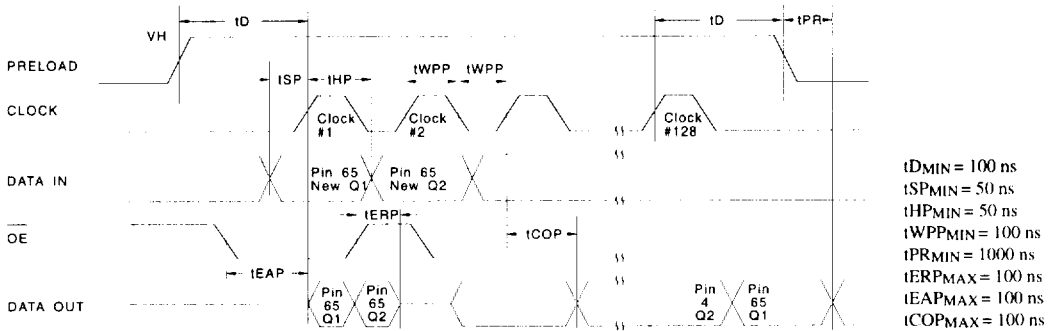 tD
tD
tPR
VH
PRELOAD
tSP
tHP
tWPP
tWPP
CLOCK
Clock
#1
Clock
#2
Clock
#128
DATA IN
Pin 65
New Q1
Pin 65
New Q2
OE
tERP
tCOP
tEAP
DATA OUT
Pin
65
Q1
Pin
65
Q2
Pin
4
Q2
Pin
65
Q1
tDMIN = 100 ns
tSPMIN = 50 ns
tHPMIN = 50 ns
tWPPMIN = 100 ns
tPRMIN = 1000 ns
tERPMAX = 100 ns
tEAPMAX = 100 ns
tCOPMAX = 100 ns